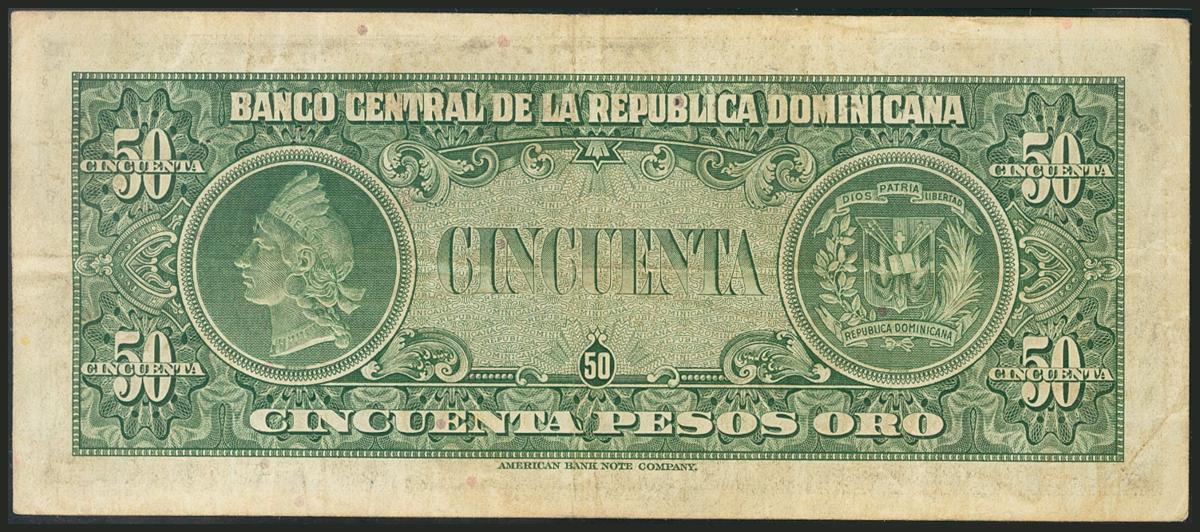 BANCO CENTRAL DE LA REPUBLICA DOMINICANA
50
CINCUENTA
50
CINCUENTA
DIOS PATRIA LIBERTAD
CINCUENTA
REPUBLICA DOMINICANA
50
CINCUENTA
50
50
CINCUENTA
CINCUENTA PESOS ORO
AMERICAN BANK NOTE COMPANY.